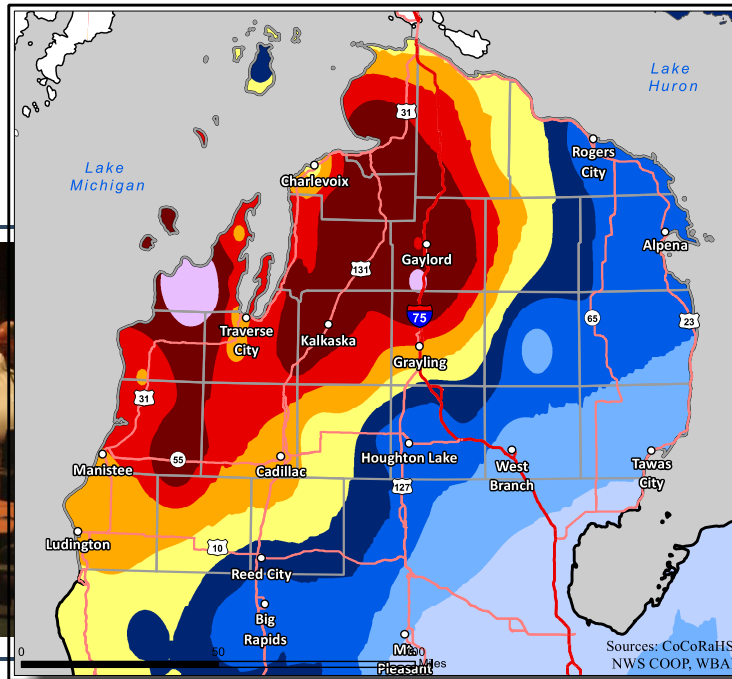 Lake
Huron
31
Rogers
City
Lake
Michigan
Charlevoix
Alpena
Gaylord
131
75
65
23
Traverse
City
Kalkaska
Grayling
31
Manistee
55
Cadillac
Houghton Lake
West
Branch
Tawas
City
127
Ludington
10
Reed City
Big
Rapids
Mt.
Pleasant
0
50
Miles
Sources: CoCoRaHS
NWS COOP, WBA